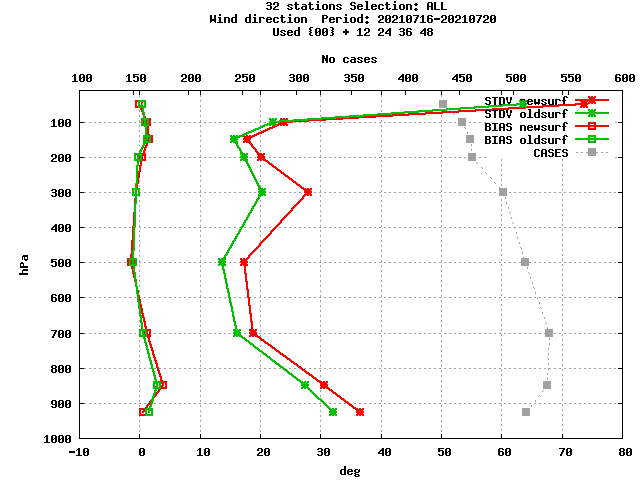 32 stations Selection: ALL
Wind direction  Period: 20210716-20210720
Used {00} + 12 24 36 48
No cases
100 150 200 250 300 350 400 450 500 550 600
STDV newsurf
STDV oldsurf
BIAS newsurf
BIAS oldsurf
CASES
100
200
300
400
500
600
700
800
900
1000
hPa
-10 0 10 20 30 40 50 60 70 80
deg